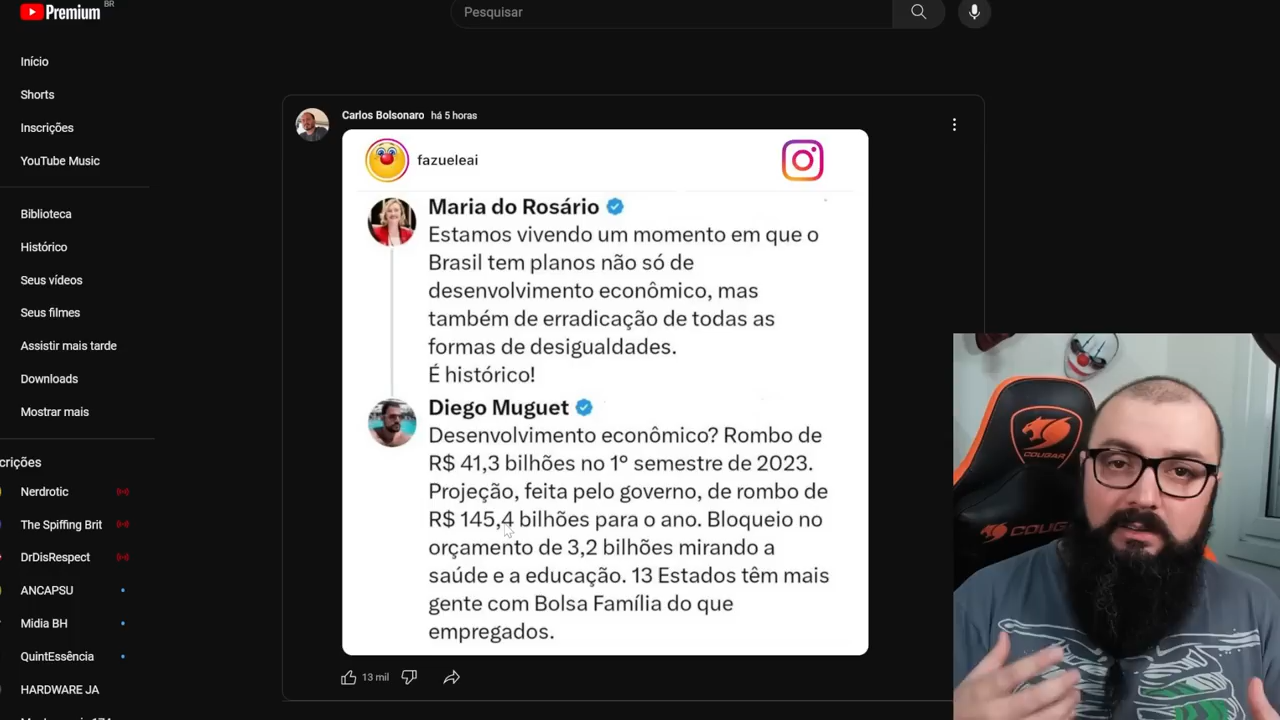 Premium BR
Pesquisar
Início
Shorts
Inscrições
YouTube Music
Biblioteca
Histórico
Seus vídeos
Seus filmes
Assistir mais tarde
Downloads
Mostrar mais
crições
Nerdrotic
The Spiffing Brit
DrDisRespect
ANCAPSU
Midia BH
QuintEssência
HARDWARE JA
Carlos Bolsonaro há 5 horas
fazueleai
Maria do Rosário
Estamos vivendo um momento em que o
Brasil tem planos não só de
desenvolvimento econômico, mas
também de erradicação de todas as
formas de desigualdades.
É histórico!
Diego Muguet
Desenvolvimento econômico? Rombo de
R$ 41,3 bilhões no 1º semestre de 2023.
Projeção, feita pelo governo, de rombo de
R$ 145,4 bilhões para o ano. Bloqueio no
orçamento de 3,2 bilhões mirando a
saúde e a educação. 13 Estados têm mais
gente com Bolsa Família do que
empregados.
13 mil
COUGAR